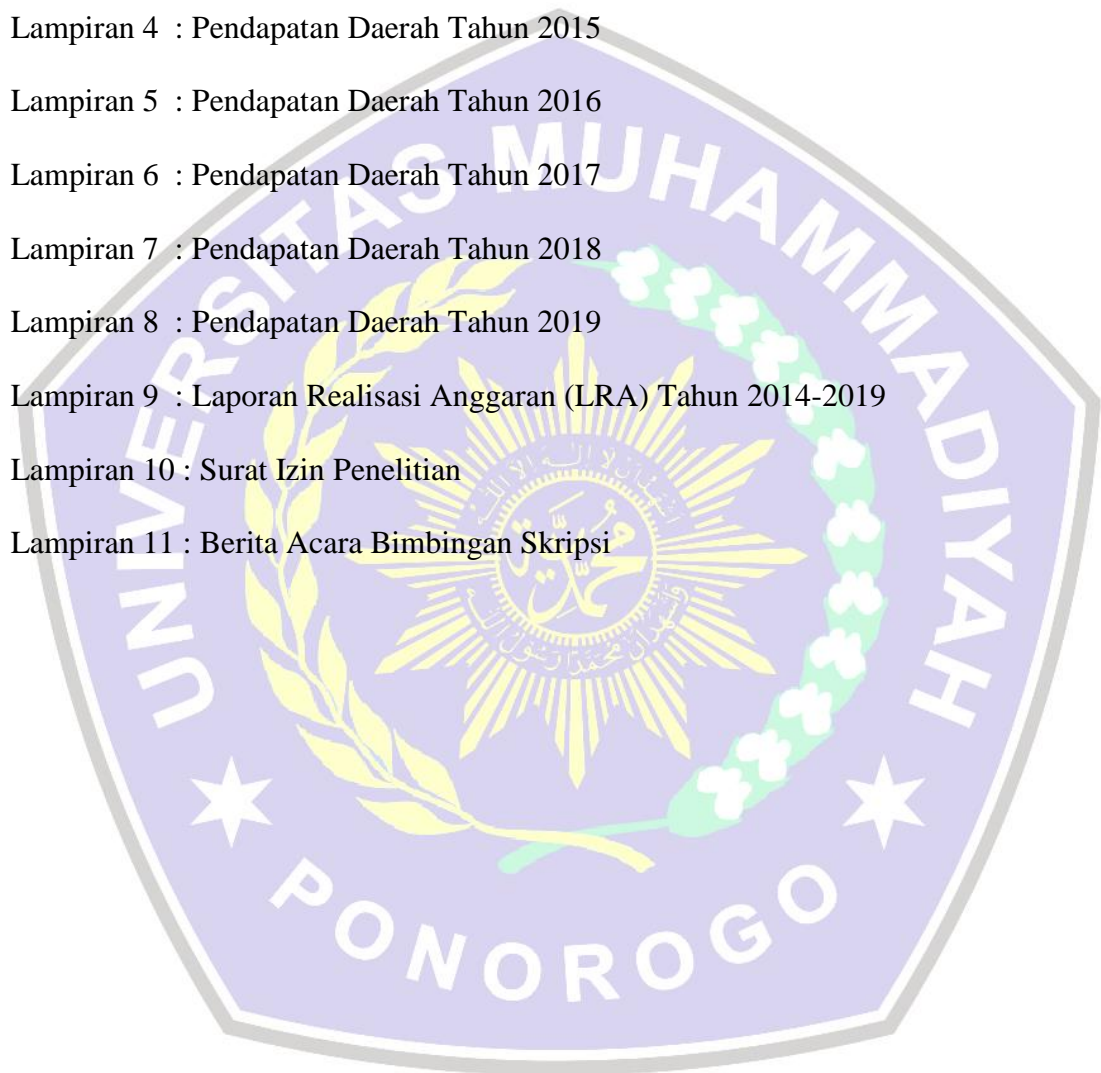 Lampiran 4 : Pendapatan Daerah Tahun 2015
Lampiran 5 : Pendapatan Daerah Tahun 2016
Lampiran 6 : Pendapatan Daerah Tahun 2017
Lampiran 7 : Pendapatan Daerah Tahun 2018
Lampiran 8 : Pendapatan Daerah Tahun 2019
Lampiran 9 : Laporan Realisasi Anggaran (LRA) Tahun 2014-2019
Lampiran 10 : Surat Izin Penelitian
Lampiran 11 : Berita Acara Bimbingan Skripsi
UNIVERSITAS MUHAMMADIYAH
PONOROGO
محمدية